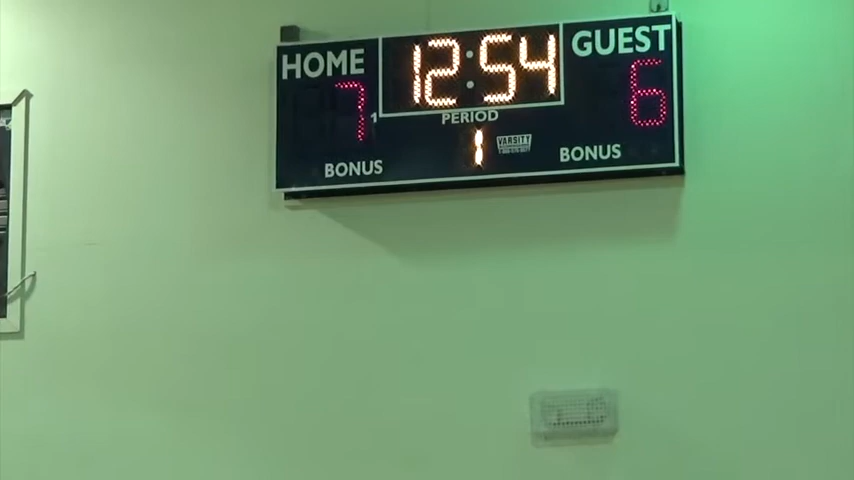 HOME 12:54 GUEST
7 1 6
PERIOD
BONUS 1 VARSITY BONUS